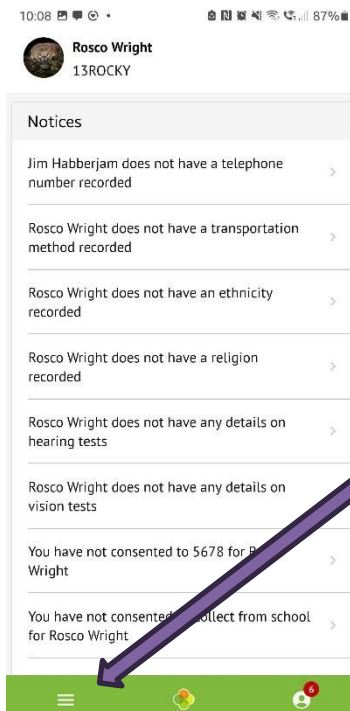 10:08 87%
Rosco Wright
13ROCKY
Notices
Jim Habberjam does not have a telephone
number recorded
Rosco Wright does not have a transportation
method recorded
Rosco Wright does not have an ethnicity
recorded
Rosco Wright does not have a religion
recorded
Rosco Wright does not have any details on
hearing tests
Rosco Wright does not have any details on
vision tests
You have not consented to 5678 for
Wright
You have not consented collect from school
for Rosco Wright
6